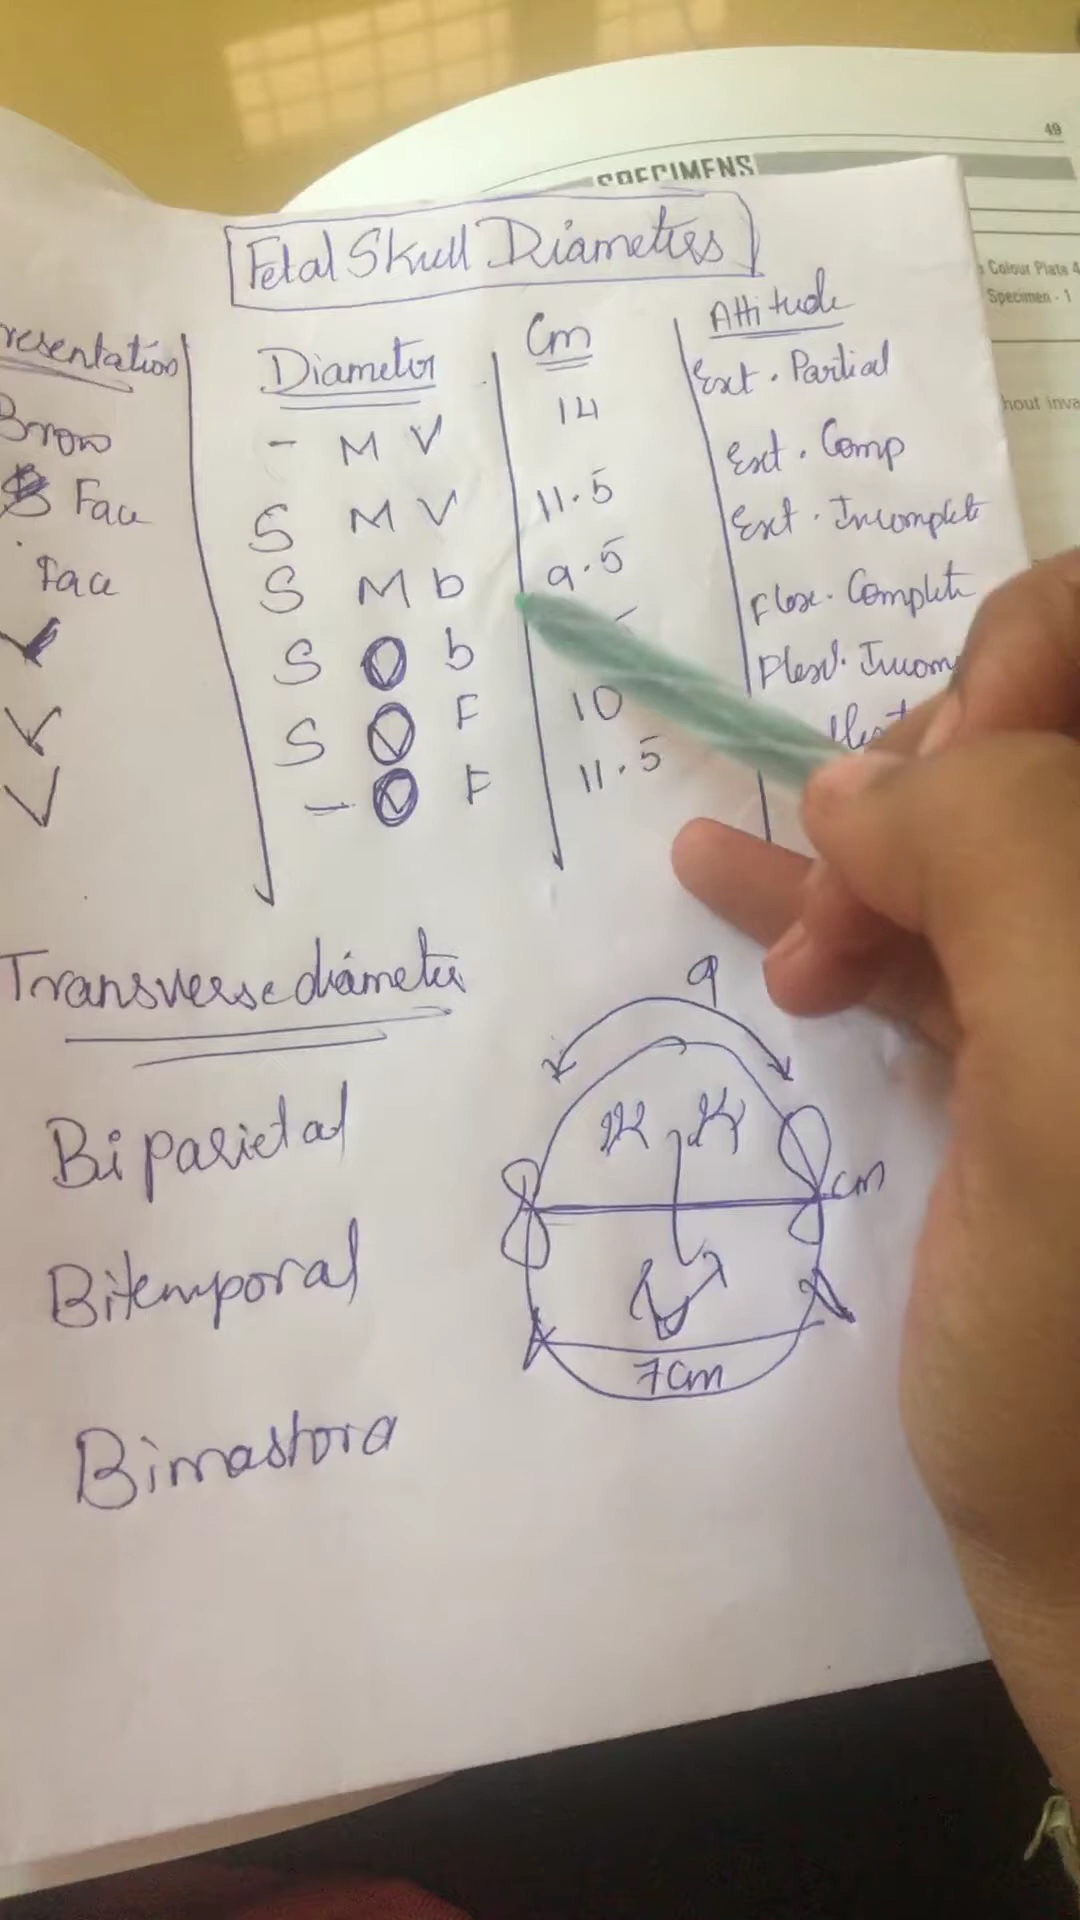 49
SPECIMENS
Colour Plate 4
Specimen - 1
hout inva
Fetal Skull Diameters
resentation Diameter Cm Attitude
Brow - M V 14 Ext. Partial
Face S M V 11.5 Ext. Comp
Face S M b 9.5 Ext. Incomplete
S O b Flex. Complete
S O F 10 Flex. Incom
- O F 11.5
Transverse diameter
9
Biparietal
cm
Bitemporal
7cm
Bimastoid